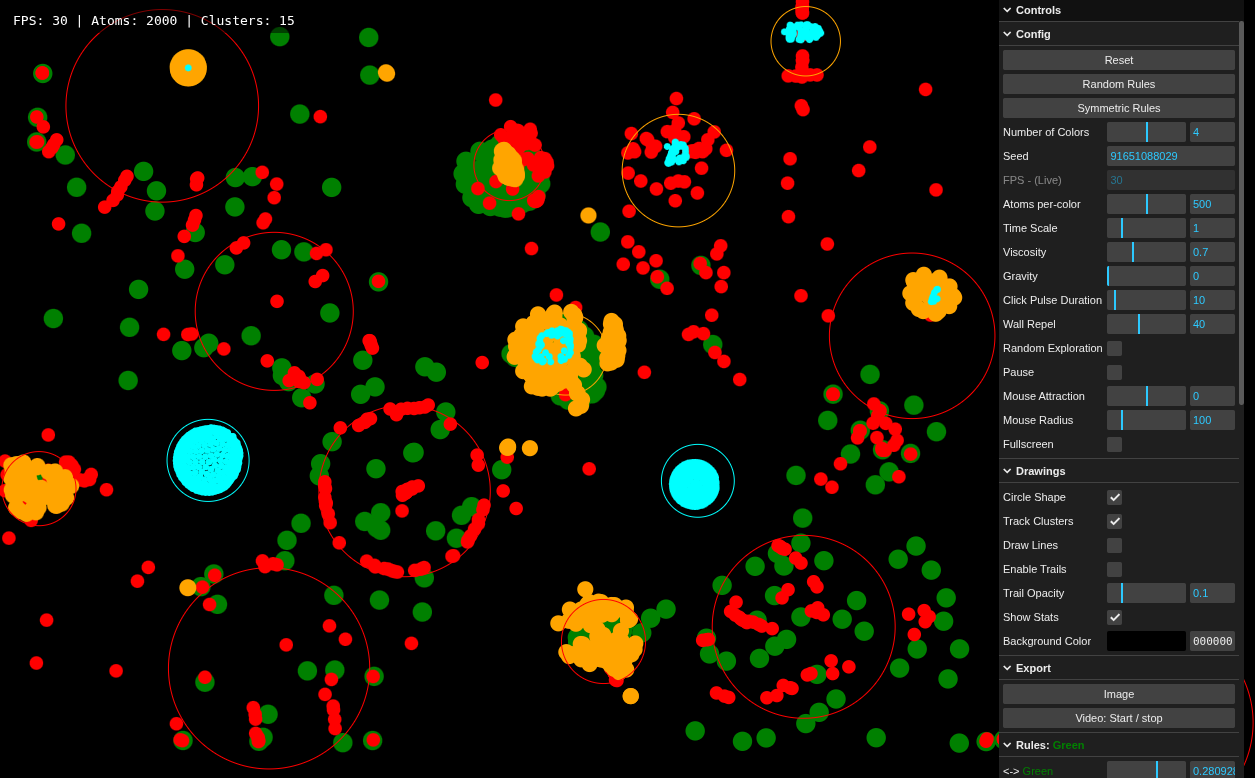 FPS: 30 | Atoms: 2000 | Clusters: 15
Controls
Config
Reset
Random Rules
Symmetric Rules
Number of Colors 4
Seed 91651088029
FPS - (Live) 30
Atoms per-color 500
Time Scale 1
Viscosity 0.7
Gravity 0
Click Pulse Duration 10
Wall Repel 40
Random Exploration
Pause
Mouse Attraction 0
Mouse Radius 100
Fullscreen
Drawings
Circle Shape
Track Clusters
Draw Lines
Enable Trails
Trail Opacity 0.1
Show Stats
Background Color 000000
Export
Image
Video: Start / stop
Rules: Green
<-> Green 0.28092